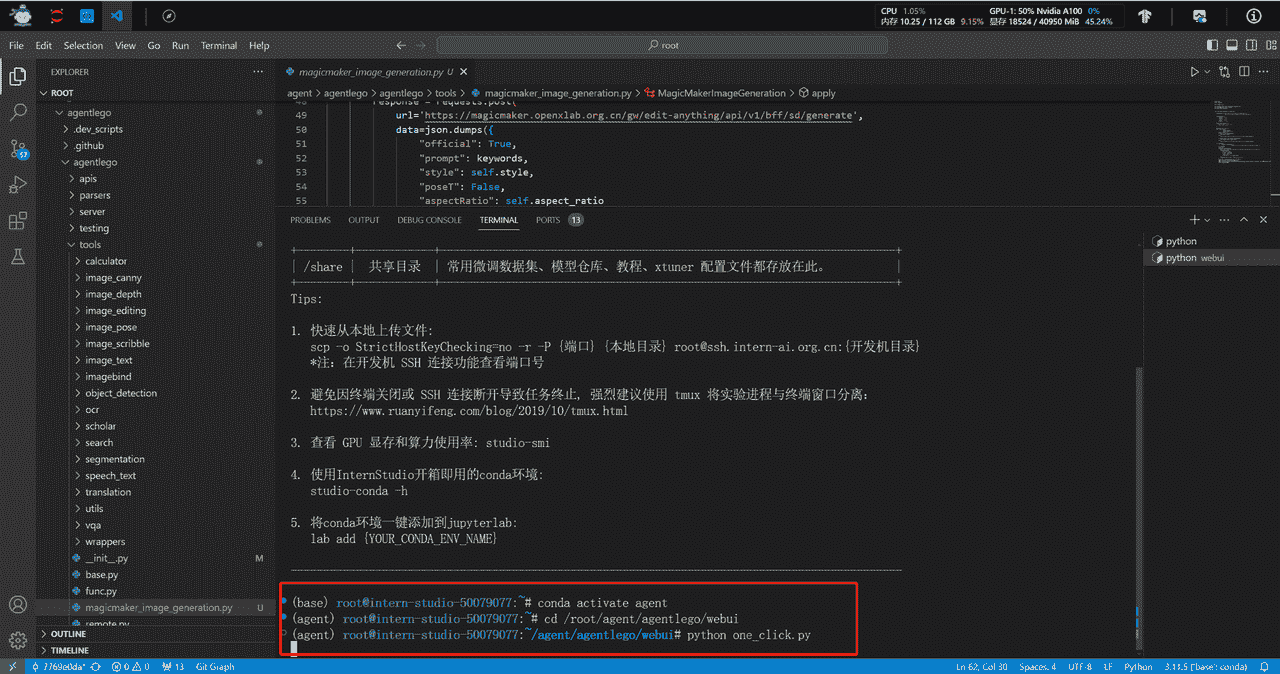 CPU 1.05%
GPU-1: 50% Nvidia A100 0%
内存 10.25 / 112 GB 9.15%
显存 18524 / 40950 MiB 45.24%
File Edit Selection View Go Run Terminal Help
root
EXPLORER
ROOT
agentlego
.dev_scripts
.github
agentlego
apis
parsers
server
testing
tools
calculator
image_canny
image_depth
image_editing
image_pose
image_scribble
image_text
imagebind
object_detection
ocr
scholar
search
segmentation
speech_text
translation
utils
vqa
wrappers
__init__.py M
base.py
func.py
magicmaker_image_generation.py U
remote.py
OUTLINE
TIMELINE
57
magicmaker_image_generation.py U
agent > agentlego > agentlego > tools > magicmaker_image_generation.py > MagicMakerImageGeneration > apply
48 response = requests.post(
49 url='https://magicmaker.openxlab.org.cn/gw/edit-anything/api/v1/bff/sd/generate',
50 data=json.dumps({
51 "official": True,
52 "prompt": keywords,
53 "style": self.style,
54 "poseT": False,
55 "aspectRatio": self.aspect_ratio
PROBLEMS OUTPUT DEBUG CONSOLE TERMINAL PORTS 13
python
python webui
| /share | 共享目录 | 常用微调数据集、模型仓库、教程、xtuner 配置文件都存放在此。 |
Tips:
1. 快速从本地上传文件:
scp -o StrictHostKeyChecking=no -r -P {端口} {本地目录} root@ssh.intern-ai.org.cn:{开发机目录}
*注: 在开发机 SSH 连接功能查看端口号
2. 避免因终端关闭或 SSH 连接断开导致任务终止, 强烈建议使用 tmux 将实验进程与终端窗口分离:
https://www.ruanyifeng.com/blog/2019/10/tmux.html
3. 查看 GPU 显存和算力使用率: studio-smi
4. 使用InternStudio开箱即用的conda环境:
studio-conda -h
5. 将conda环境一键添加到jupyterlab:
lab add {YOUR_CONDA_ENV_NAME}
(base) root@intern-studio-50079077:~# conda activate agent
(agent) root@intern-studio-50079077:~# cd /root/agent/agentlego/webui
(agent) root@intern-studio-50079077:~/agent/agentlego/webui# python one_click.py
7769e0da* 0 0 13 Git Graph
Ln 62, Col 30 Spaces: 4 UTF-8 LF Python 3.11.5 ('base': conda)